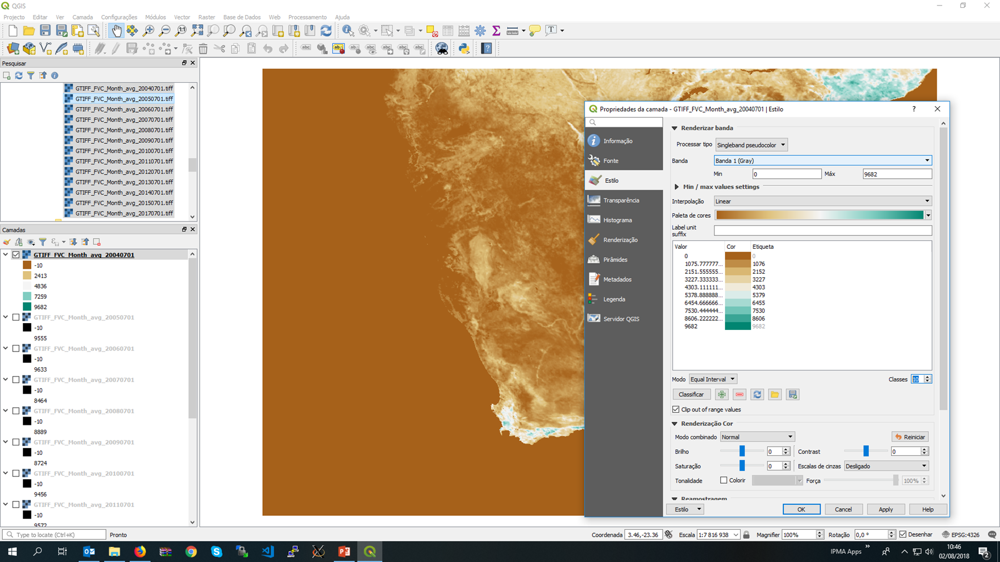 QGIS
Projecto Editar Ver Camada Configurações Módulos Vector Raster Base de Dados Web Processamento Ajuda
Pesquisar
GTIFF_FVC_Month_avg_20040701.tiff
GTIFF_FVC_Month_avg_20050701.tiff
GTIFF_FVC_Month_avg_20060701.tiff
GTIFF_FVC_Month_avg_20070701.tiff
GTIFF_FVC_Month_avg_20080701.tiff
GTIFF_FVC_Month_avg_20090701.tiff
GTIFF_FVC_Month_avg_20100701.tiff
GTIFF_FVC_Month_avg_20110701.tiff
GTIFF_FVC_Month_avg_20120701.tiff
GTIFF_FVC_Month_avg_20130701.tiff
GTIFF_FVC_Month_avg_20140701.tiff
GTIFF_FVC_Month_avg_20150701.tiff
GTIFF_FVC_Month_avg_20170701.tiff
Camadas
GTIFF_FVC_Month_avg_20040701
-10
2413
4836
7259
9682
GTIFF_FVC_Month_avg_20050701
-10
9555
GTIFF_FVC_Month_avg_20060701
-10
9633
GTIFF_FVC_Month_avg_20070701
-10
8464
GTIFF_FVC_Month_avg_20080701
-10
8889
GTIFF_FVC_Month_avg_20090701
-10
8724
GTIFF_FVC_Month_avg_20100701
-10
9456
GTIFF_FVC_Month_avg_20110701
-10
9572
Propriedades da camada - GTIFF_FVC_Month_avg_20040701 | Estilo
? 
Informação
Fonte
Estilo
Transparência
Histograma
Renderização
Pirâmides
Metadados
Legenda
Servidor QGIS
Renderizar banda
Processar tipo Singleband pseudocolor
Banda Banda 1 (Gray)
Min 0 Máx 9682
Min / max values settings
Interpolação Linear
Paleta de cores
Label unit
suffix
Valor Cor Etiqueta
0 0
1075.777777... 1076
2151.555555... 2152
3227.333333... 3227
4303.111111... 4303
5378.888888... 5379
6454.666666... 6455
7530.444444... 7530
8606.222222... 8606
9682 9682
Modo Equal Interval Classes 10
Classificar
Clip out of range values
Renderização Cor
Modo combinado Normal Reiniciar
Brilho 0 Contrast 0
Saturação 0 Escalas de cinzas Desligado
Tonalidade Colorir Força 100%
Reamostragem
Estilo OK Cancel Apply Help
Type to locate (Ctrl+K) Pronto Coordenada 3.46,-23.36 Escala 1:7 816 938 Magnifier 100% Rotação 0,0 ° Desenhar EPSG:4326
IPMA Apps
10:46
02/08/2018
2